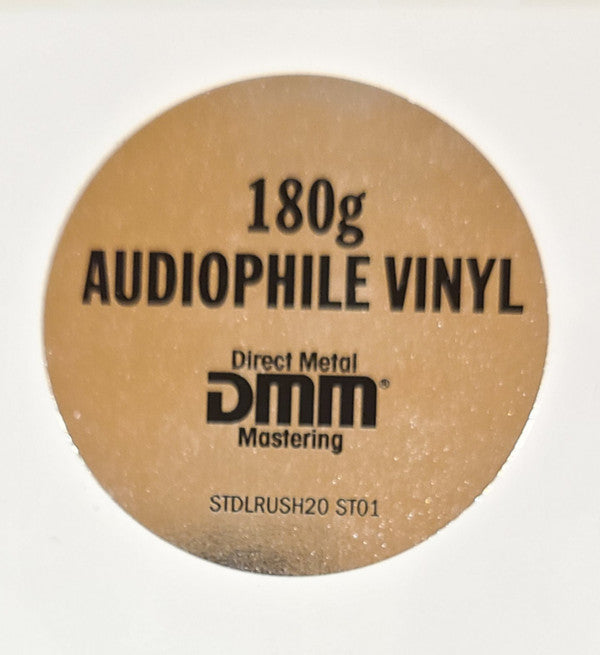 180g
AUDIOPHILE VINYL
Direct Metal
DMM®
Mastering
STDLRUSH20 ST01